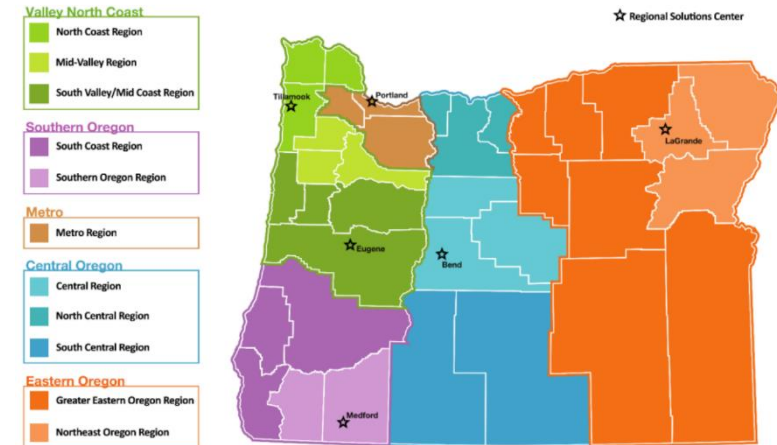 Valley North Coast
North Coast Region
Mid-Valley Region
South Valley/Mid Coast Region
Southern Oregon
South Coast Region
Southern Oregon Region
Metro
Metro Region
Central Oregon
Central Region
North Central Region
South Central Region
Eastern Oregon
Greater Eastern Oregon Region
Northeast Oregon Region
Regional Solutions Center
Tillamook
Portland
LaGrande
Eugene
Bend
Medford